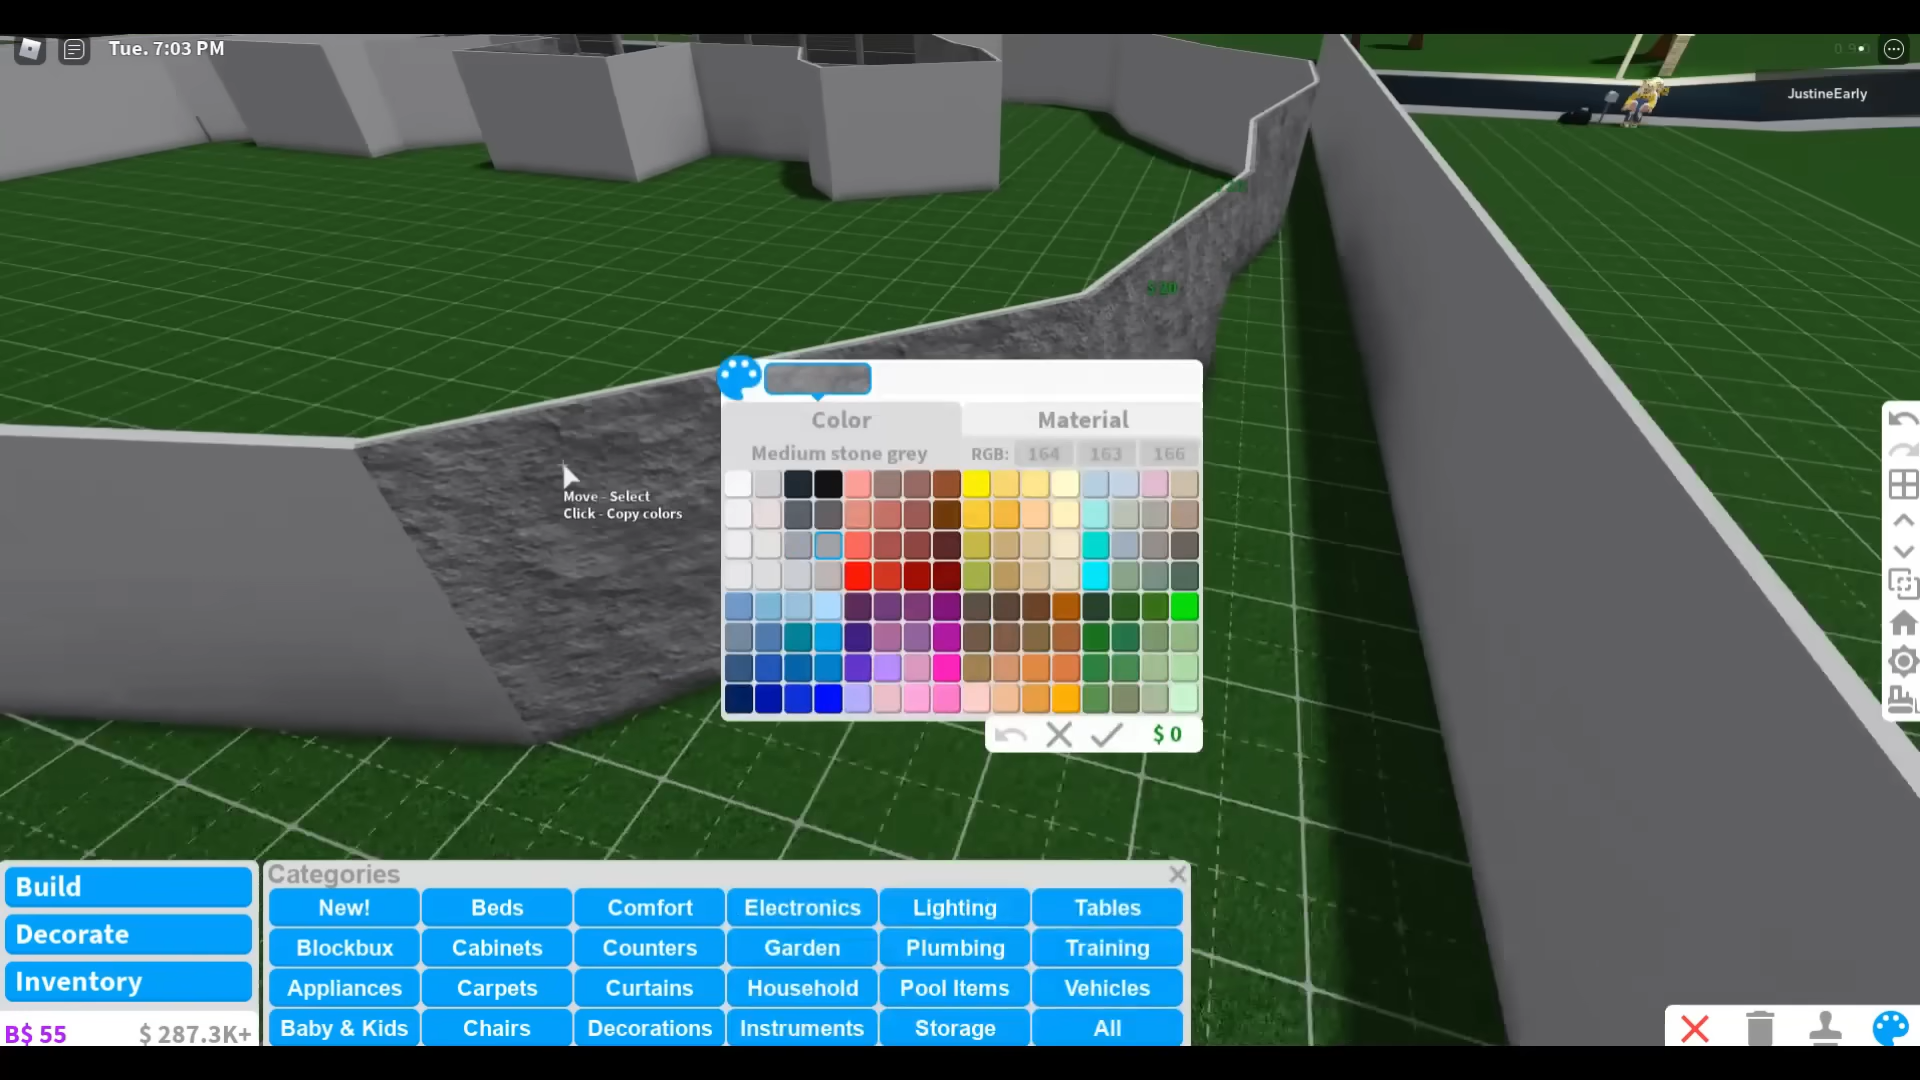 Tue. 7:03 PM
JustineEarly
$ 20
Color
Material
Medium stone grey
RGB: 164 163 166
Move - Select
Click - Copy colors
$ 0
Build
Decorate
Inventory
B$ 55
$ 287.3K+
Categories
New! Beds Comfort Electronics Lighting Tables
Blockbux Cabinets Counters Garden Plumbing Training
Appliances Carpets Curtains Household Pool Items Vehicles
Baby & Kids Chairs Decorations Instruments Storage All